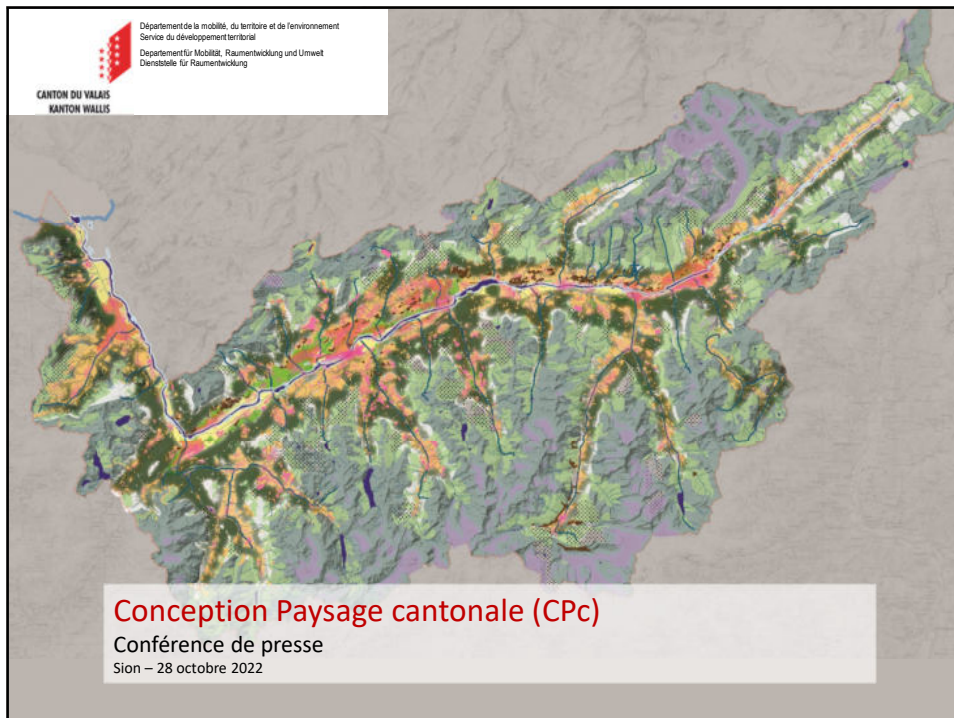 Département de la mobilité, du territoire et de l'environnement
Service du développement territorial
Departement für Mobilität, Raumentwicklung und Umwelt
Dienststelle für Raumentwicklung
CANTON DU VALAIS
KANTON WALLIS
Conception Paysage cantonale (CPc)
Conférence de presse
Sion – 28 octobre 2022